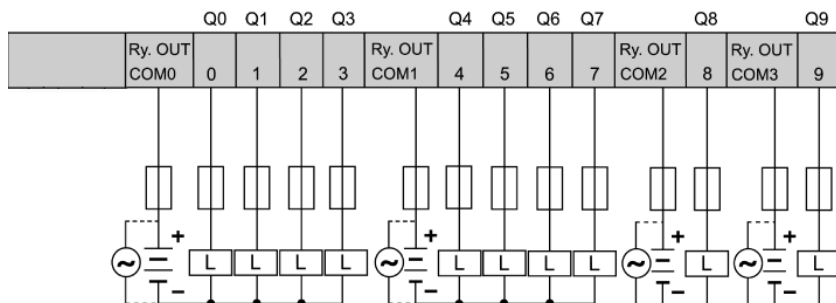 Q0 Q1 Q2 Q3 Q4 Q5 Q6 Q7 Q8 Q9
Ry. OUT Ry. OUT Ry. OUT Ry. OUT
COM0 0 1 2 3 COM1 4 5 6 7 COM2 8 COM3 9
+ + + +
~ L L L L ~ L L L L ~ L ~ L
− − − −